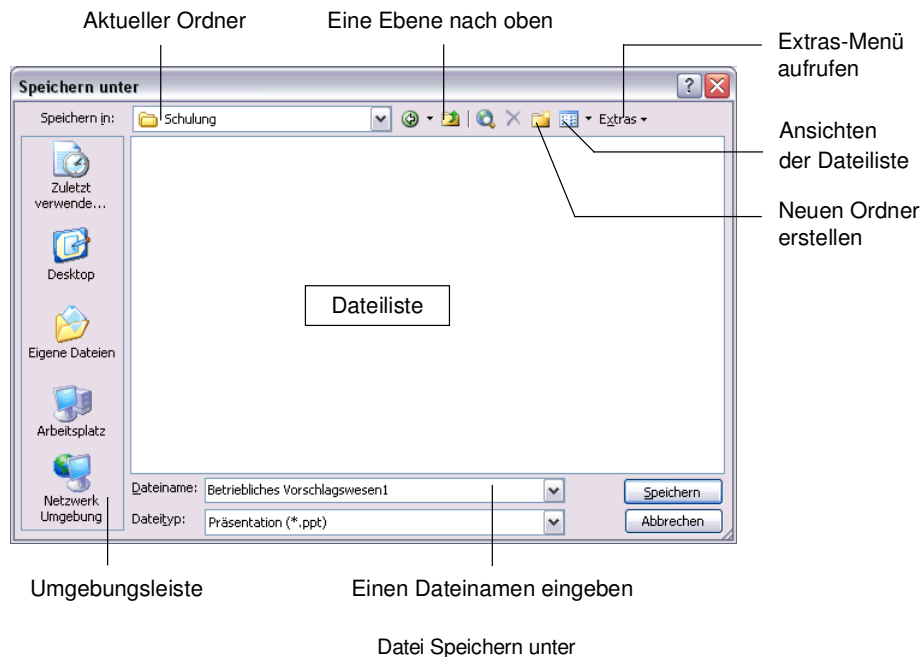 Aktueller Ordner
Eine Ebene nach oben
Extras-Menü
aufrufen
Speichern unter
Speichern in:
Schulung
Extras
Ansichten
der Dateiliste
Zuletzt
verwende...
Neuen Ordner
erstellen
Desktop
Dateiliste
Eigene Dateien
Arbeitsplatz
Netzwerk
Umgebung
Dateiname:
Betriebliches Vorschlagswesen1
Speichern
Dateityp:
Präsentation (*.ppt)
Abbrechen
Umgebungsleiste
Einen Dateinamen eingeben
Datei Speichern unter